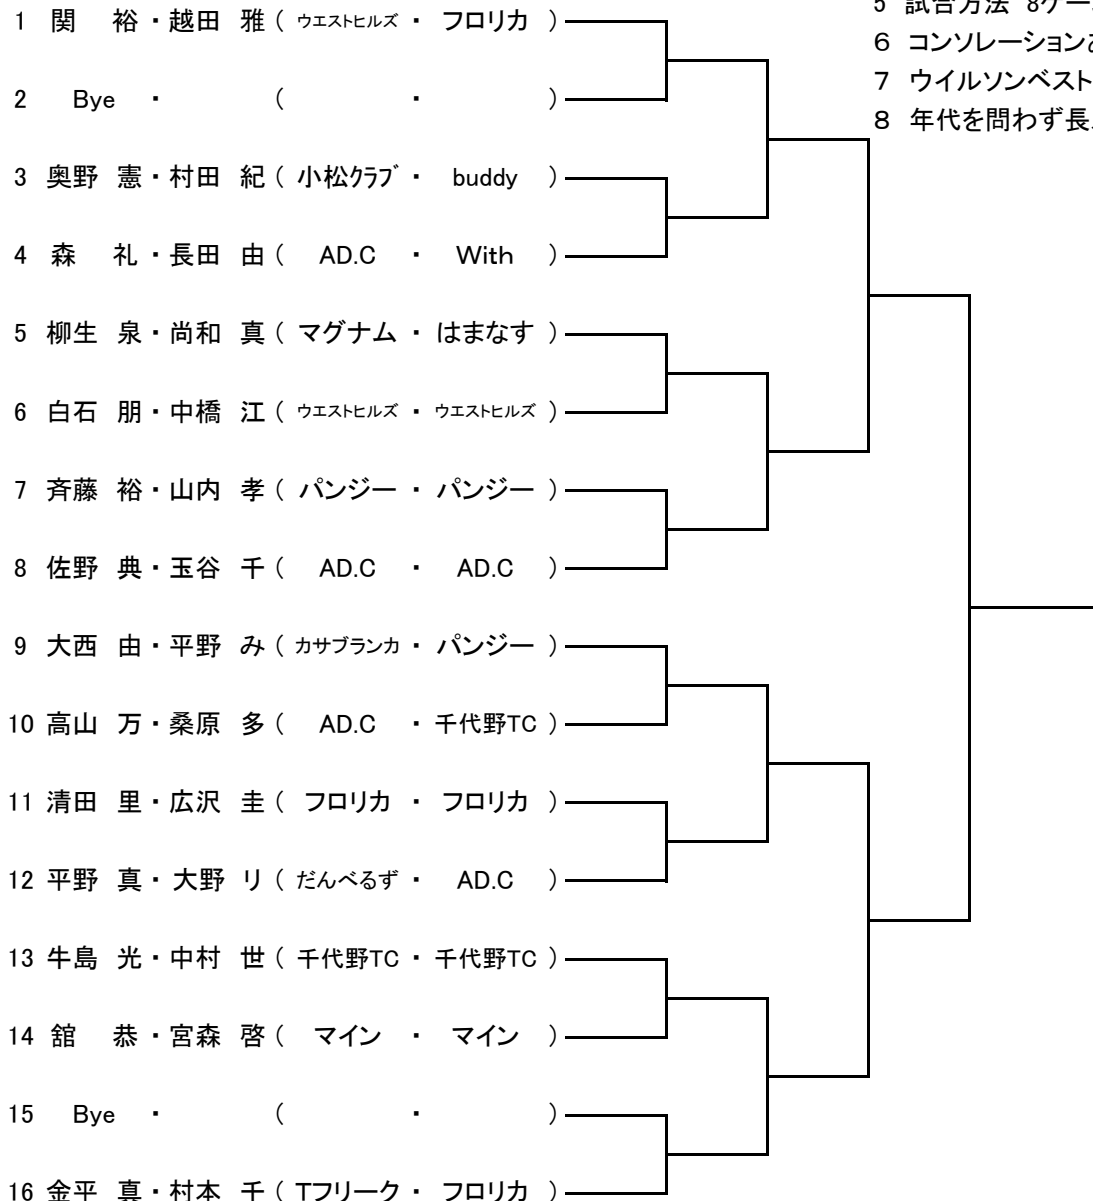 1 関 裕・越田 雅（ウエストヒルズ・フロリカ）
2 Bye ・ （ ・ ）
3 奥野 憲・村田 紀（小松ｸﾗﾌﾞ・buddy）
4 森 礼・長田 由（AD.C・With）
5 柳生 泉・尚和 真（マグナム・はまなす）
6 白石 朋・中橋 江（ウエストヒルズ・ウエストヒルズ）
7 斉藤 裕・山内 孝（パンジー・パンジー）
8 佐野 典・玉谷 千（AD.C・AD.C）
9 大西 由・平野 み（カサブランカ・パンジー）
10 高山 万・桑原 多（AD.C・千代野TC）
11 清田 里・広沢 圭（フロリカ・フロリカ）
12 平野 真・大野 リ（だんべるず・AD.C）
13 牛島 光・中村 世（千代野TC・千代野TC）
14 舘 恭・宮森 啓（マイン・マイン）
15 Bye ・ （ ・ ）
16 金平 真・村本 千（Tフリーク・フロリカ）
5 試合方法 8ゲー
6 コンソレーション
7 ウイルソンベスト
8 年代を問わず長